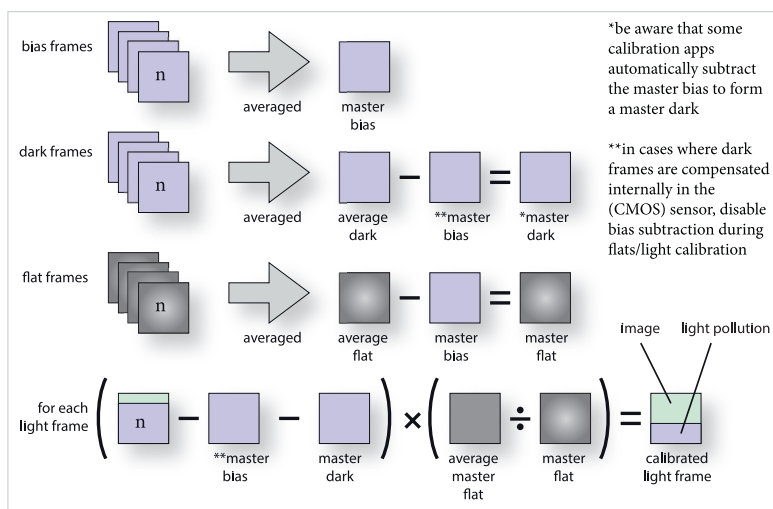 bias frames
n
averaged
master
bias
*be aware that some
calibration apps
automatically subtract
the master bias to form
a master dark
dark frames
n
averaged
average
dark
−
**master
bias
=
*master
dark
**in cases where dark
frames are compensated
internally in the
(CMOS) sensor, disable
bias subtraction during
flats/light calibration
flat frames
n
averaged
average
flat
−
master
bias
=
master
flat
image
light pollution
for each
light frame
(
n
−
**master
bias
−
master
dark
)
×
(
average
master
flat
÷
master
flat
)
=
calibrated
light frame